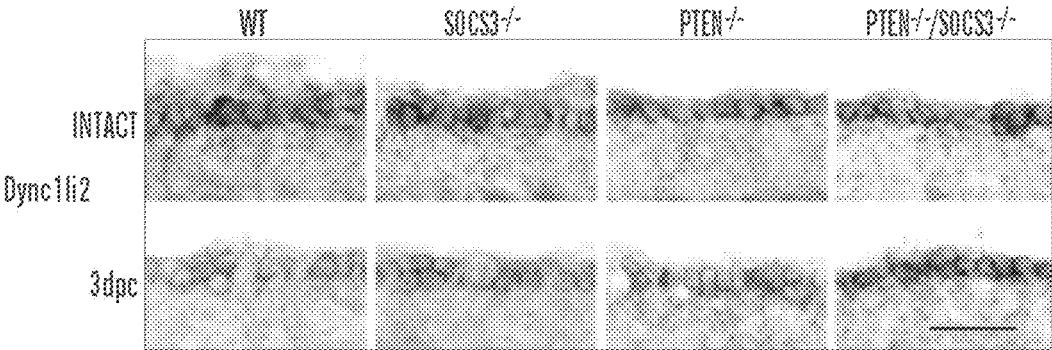 WT SOCS3-/- PTEN-/- PTEN-/-/SOCS3-/-
INTACT
Dync1li2
3dpc